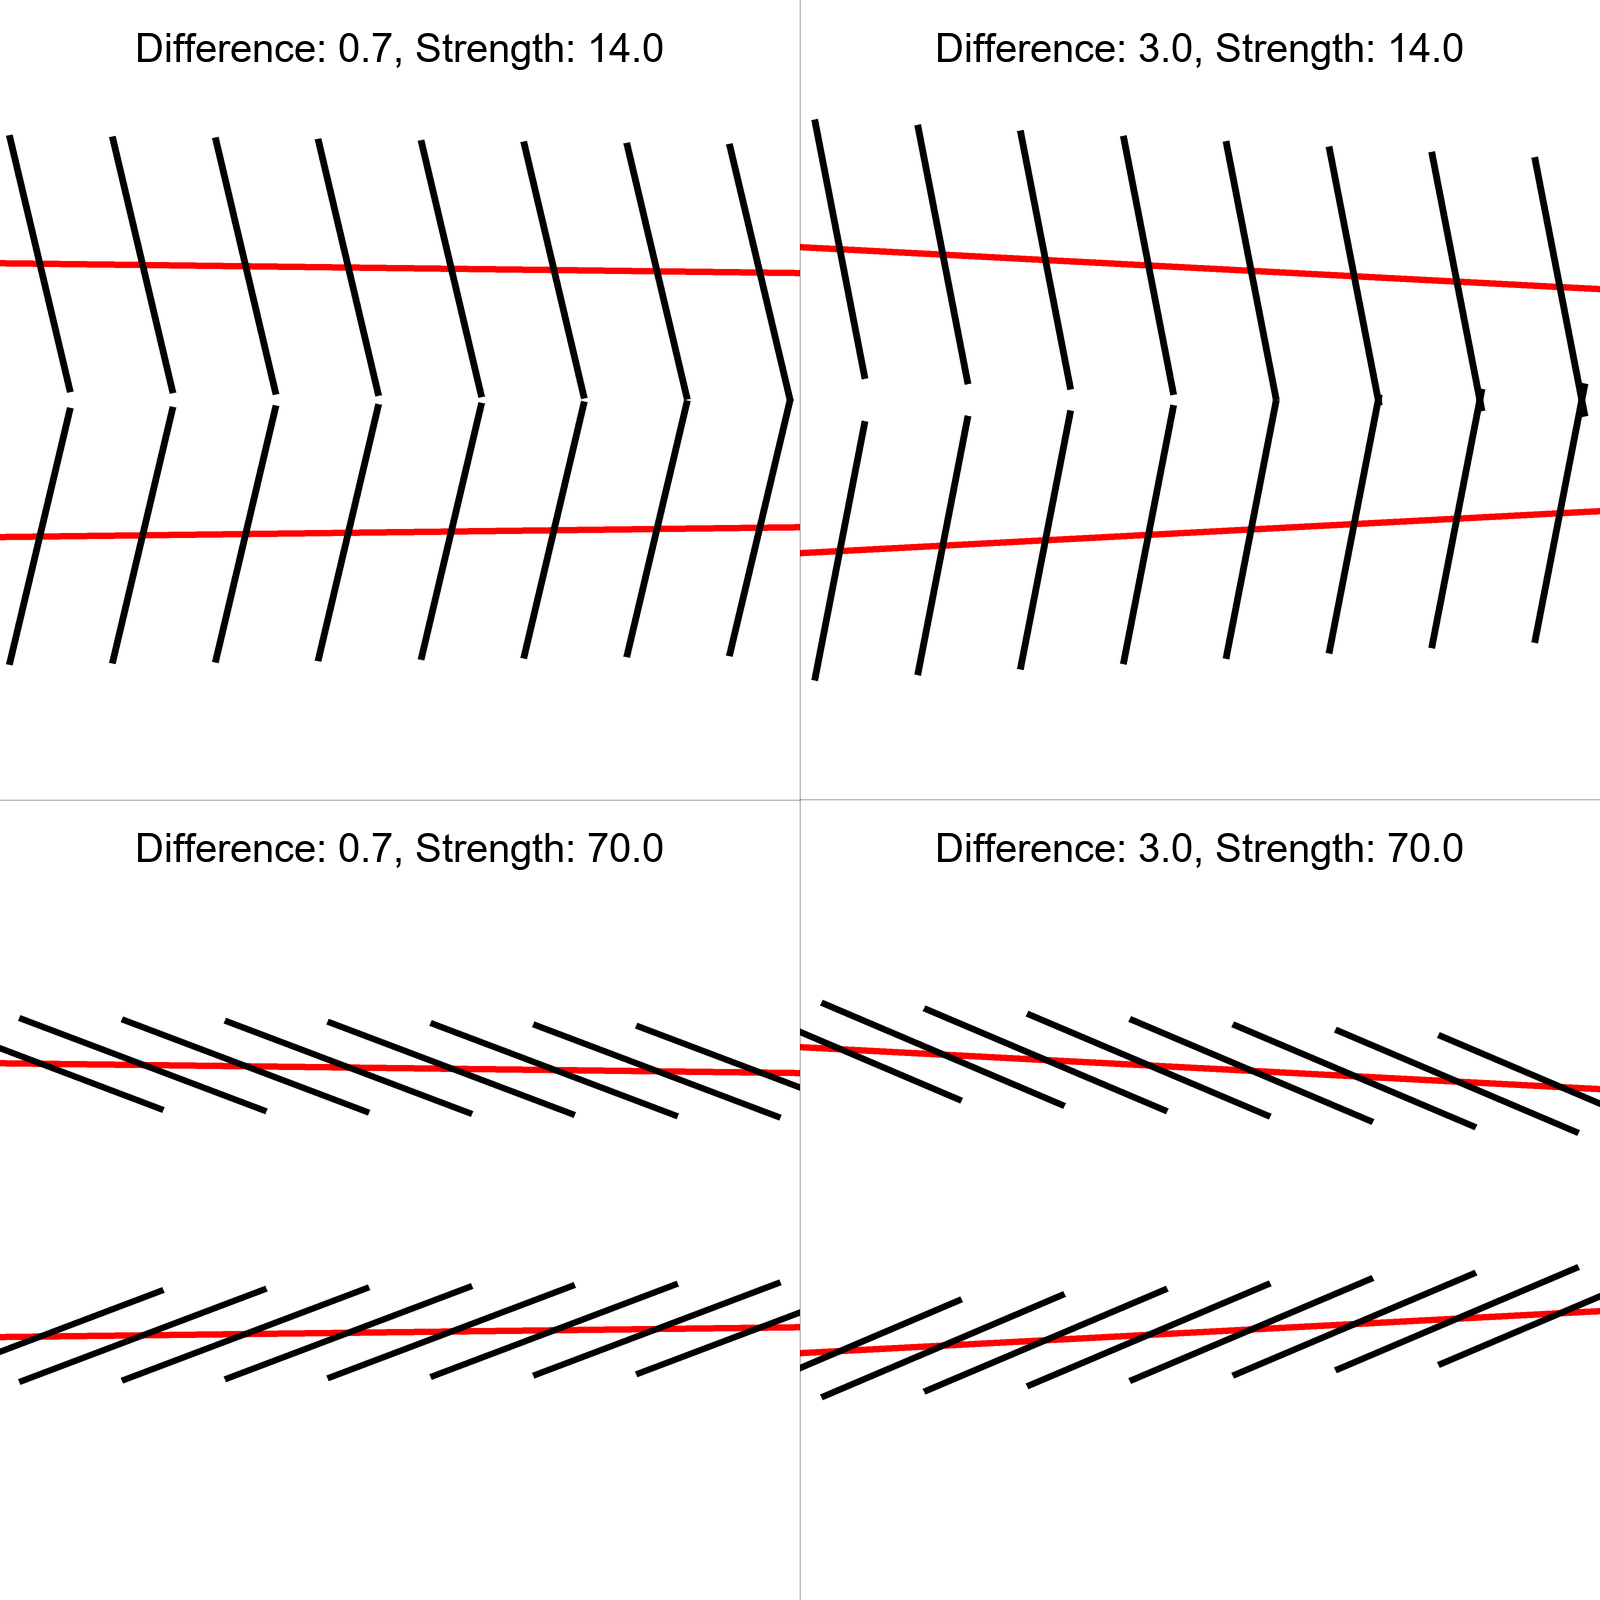 Difference: 0.7, Strength: 14.0
Difference: 3.0, Strength: 14.0
Difference: 0.7, Strength: 70.0
Difference: 3.0, Strength: 70.0